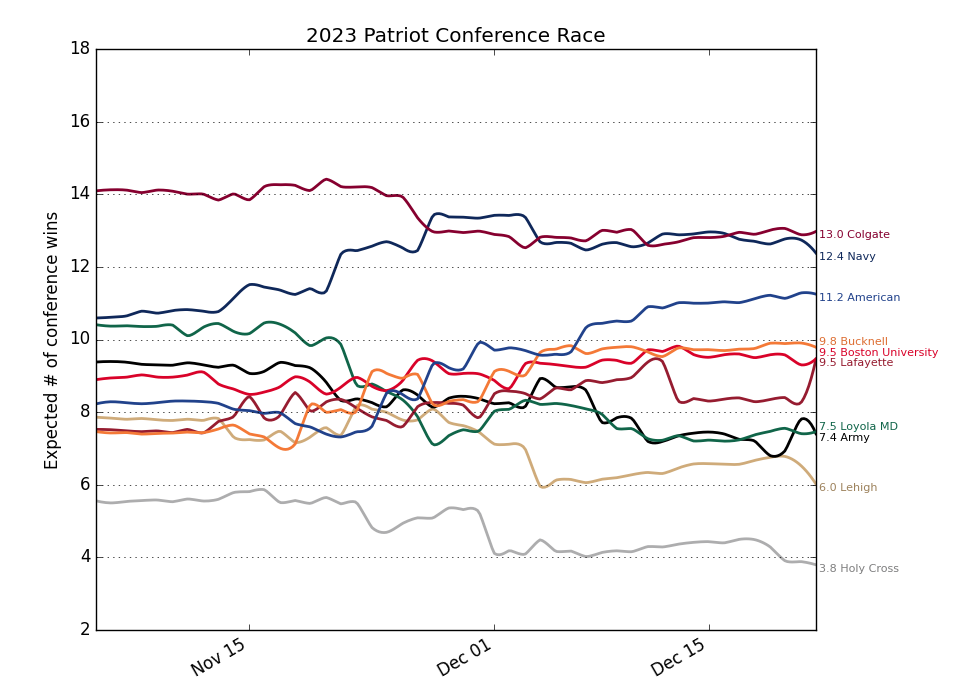 2023 Patriot Conference Race
Expected # of conference wins
18
16
14
12
10
8
6
4
2
13.0 Colgate
12.4 Navy
11.2 American
9.8 Bucknell
9.5 Boston University
9.5 Lafayette
7.5 Loyola MD
7.4 Army
6.0 Lehigh
3.8 Holy Cross
Nov 15
Dec 01
Dec 15